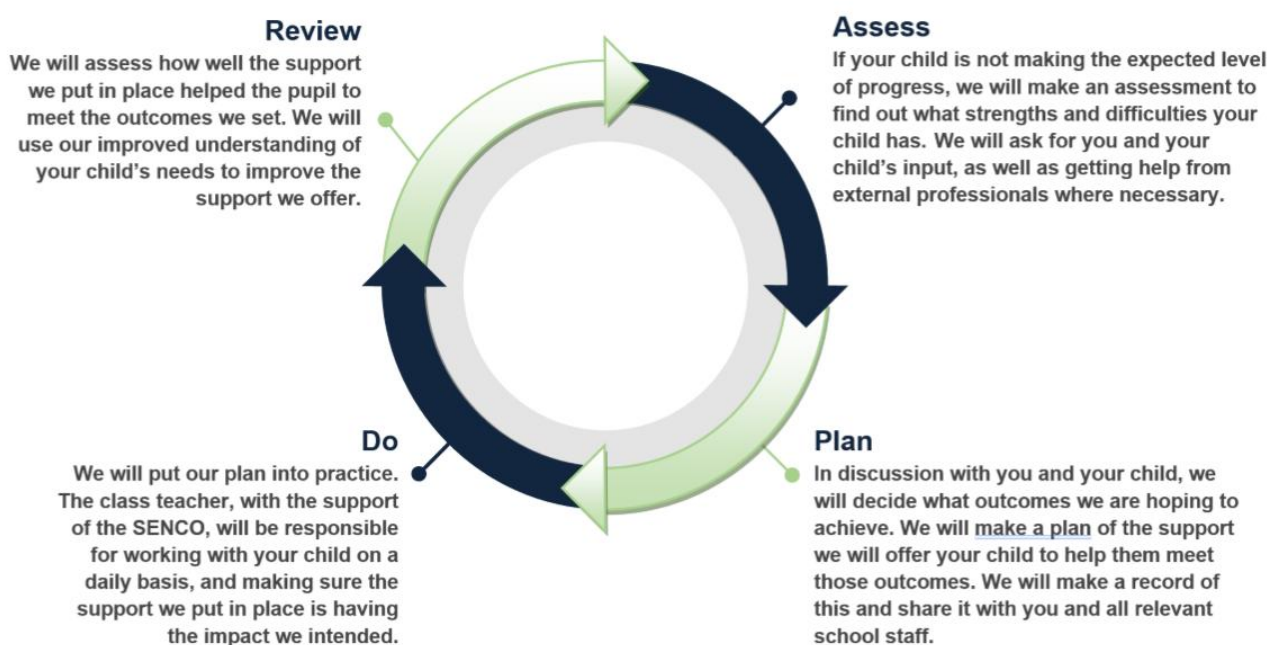 Review
We will assess how well the support
we put in place helped the pupil to
meet the outcomes we set. We will
use our improved understanding of
your child's needs to improve the
support we offer.
Assess
If your child is not making the expected level
of progress, we will make an assessment to
find out what strengths and difficulties your
child has. We will ask for you and your
child's input, as well as getting help from
external professionals where necessary.
Do
We will put our plan into practice.
The class teacher, with the support
of the SENCO, will be responsible
for working with your child on a
daily basis, and making sure the
support we put in place is having
the impact we intended.
Plan
In discussion with you and your child, we
will decide what outcomes we are hoping to
achieve. We will make a plan of the support
we will offer your child to help them meet
those outcomes. We will make a record of
this and share it with you and all relevant
school staff.